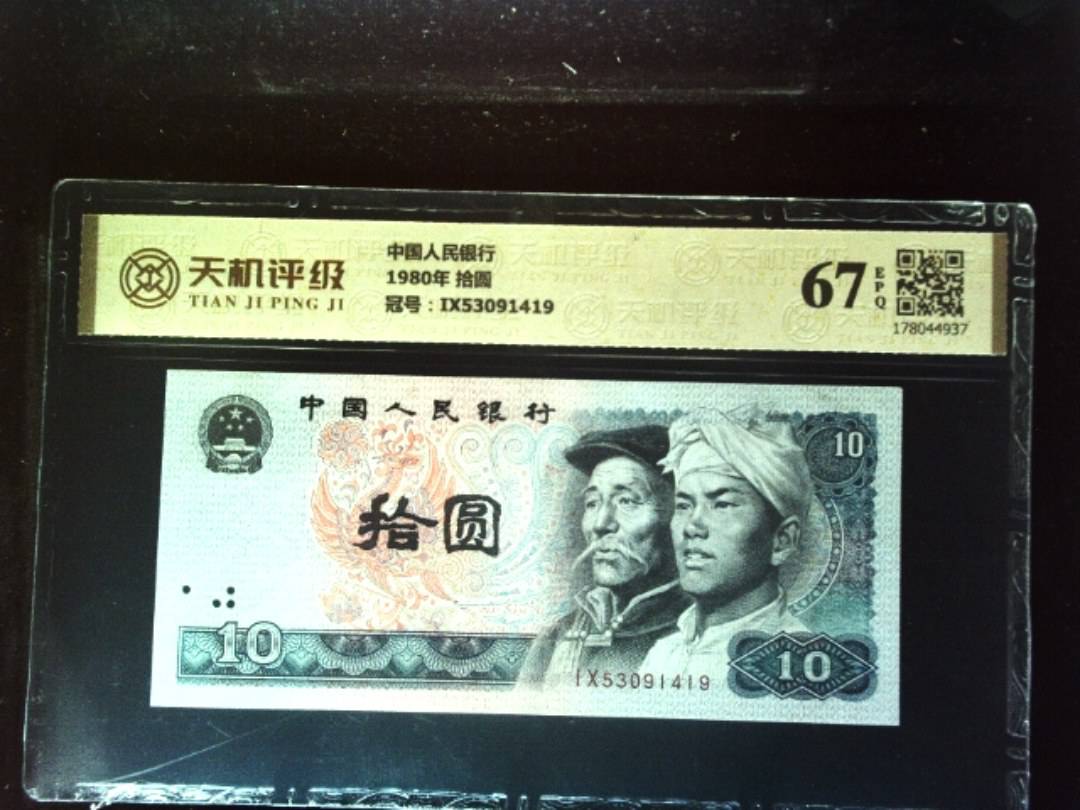 天机评级
TIAN JI PING JI
中国人民银行
1980年 拾圆
冠号：IX53091419
67
EPQ
178044937
中国人民银行
10
拾圆
10
IX53091419
10